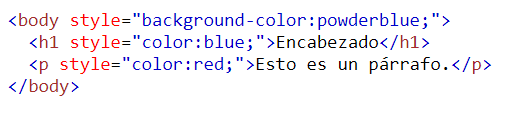 <body style="background-color:powderblue;">
<h1 style="color:blue;">Encabezado</h1>
<p style="color:red;">Esto es un párrafo.</p>
</body>